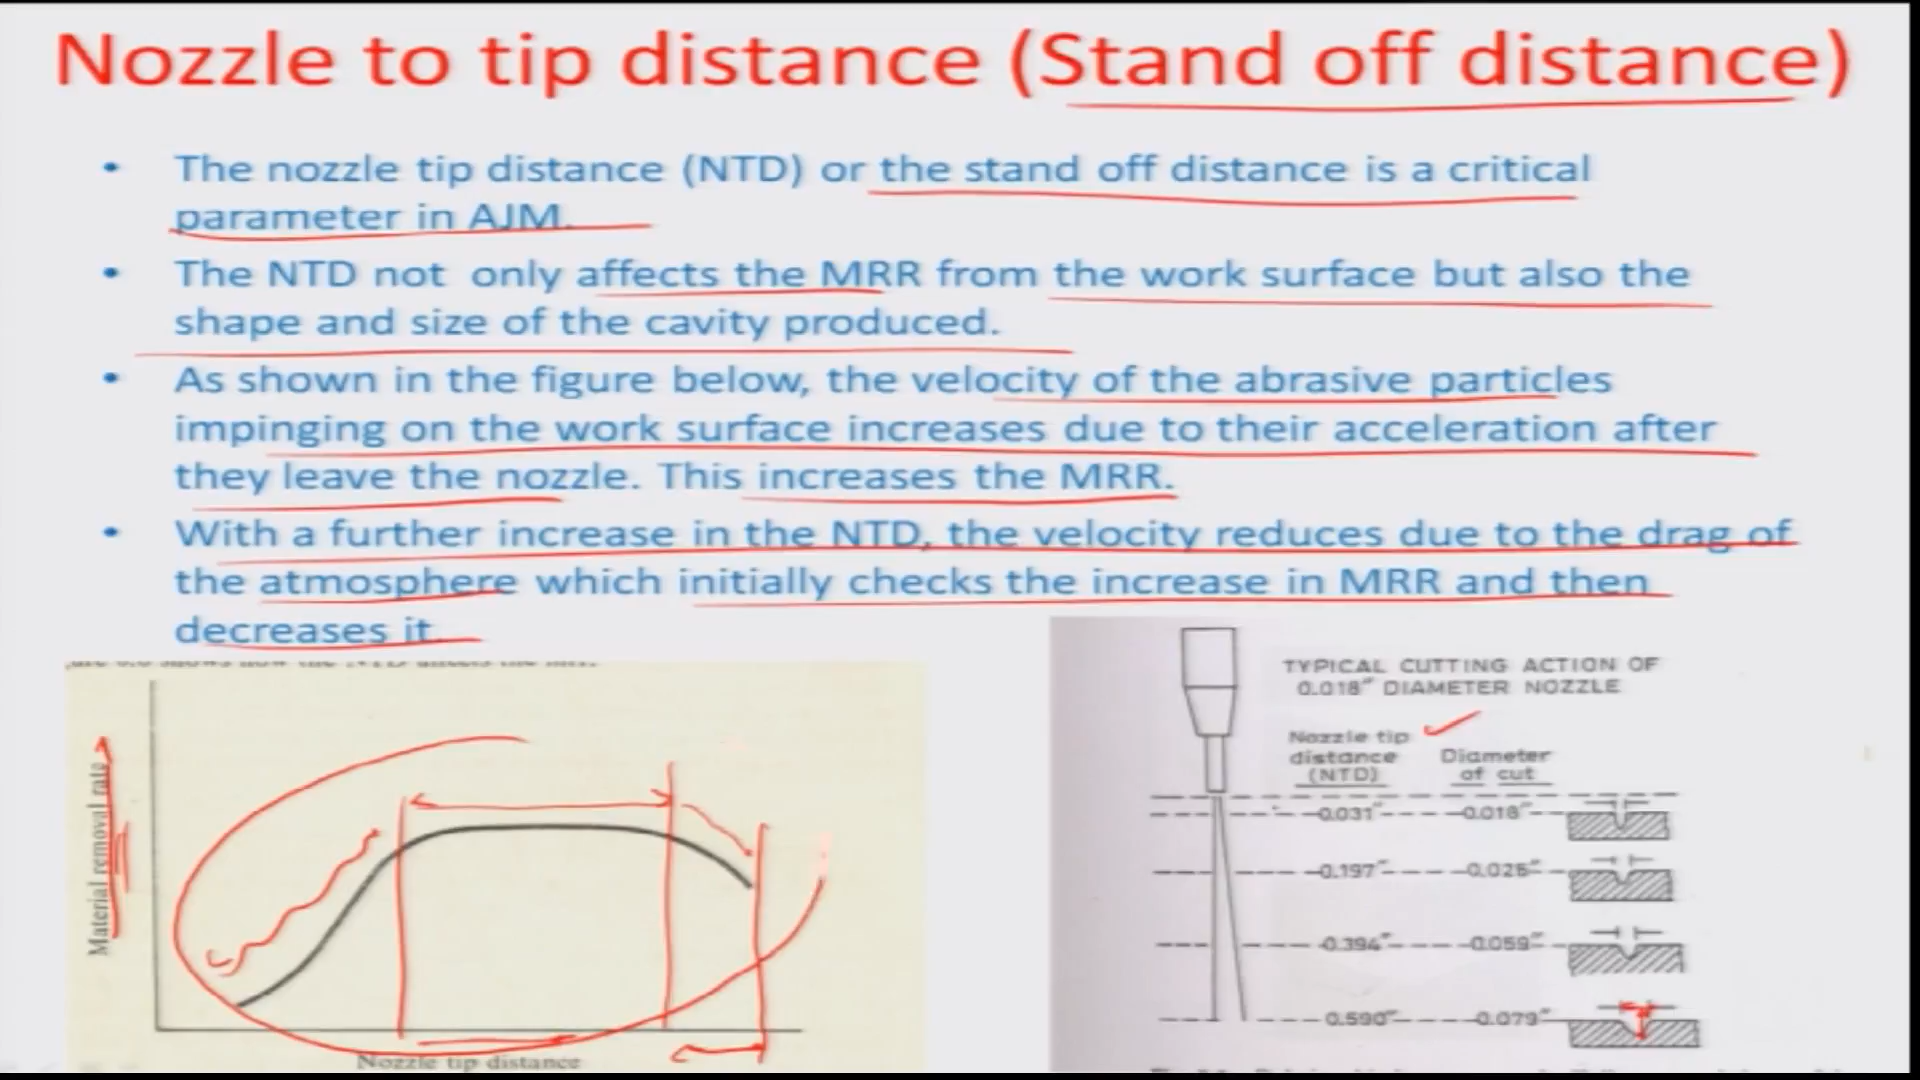 Nozzle to tip distance (Stand off distance)
• The nozzle tip distance (NTD) or the stand off distance is a critical
parameter in AJM.
• The NTD not only affects the MRR from the work surface but also the
shape and size of the cavity produced.
• As shown in the figure below, the velocity of the abrasive particles
impinging on the work surface increases due to their acceleration after
they leave the nozzle. This increases the MRR.
• With a further increase in the NTD, the velocity reduces due to the drag of
the atmosphere which initially checks the increase in MRR and then
decreases it.
Material removal rate
Nozzle tip distance
TYPICAL CUTTING ACTION OF
0.018" DIAMETER NOZZLE
Nozzle tip
distance
(NTD)
Diameter
of cut
0.031" 0.018"
0.197" 0.025"
0.394" 0.059"
0.590" 0.079"